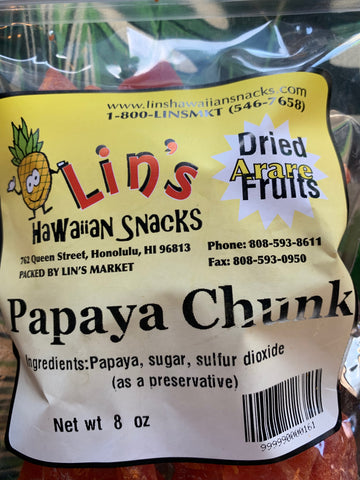 www.linshawaiiansnacks.com
1-800-LINSMKT (546-7658)
Lin's
HaWaiian SNACKS
Dried
Arare
Fruits
762 Queen Street, Honolulu, HI 96813
PACKED BY LIN'S MARKET
Phone: 808-593-8611
Fax: 808-593-0950
Papaya Chunk
Ingredients:Papaya, sugar, sulfur dioxide
(as a preservative)
Net wt 8 oz
999990000161